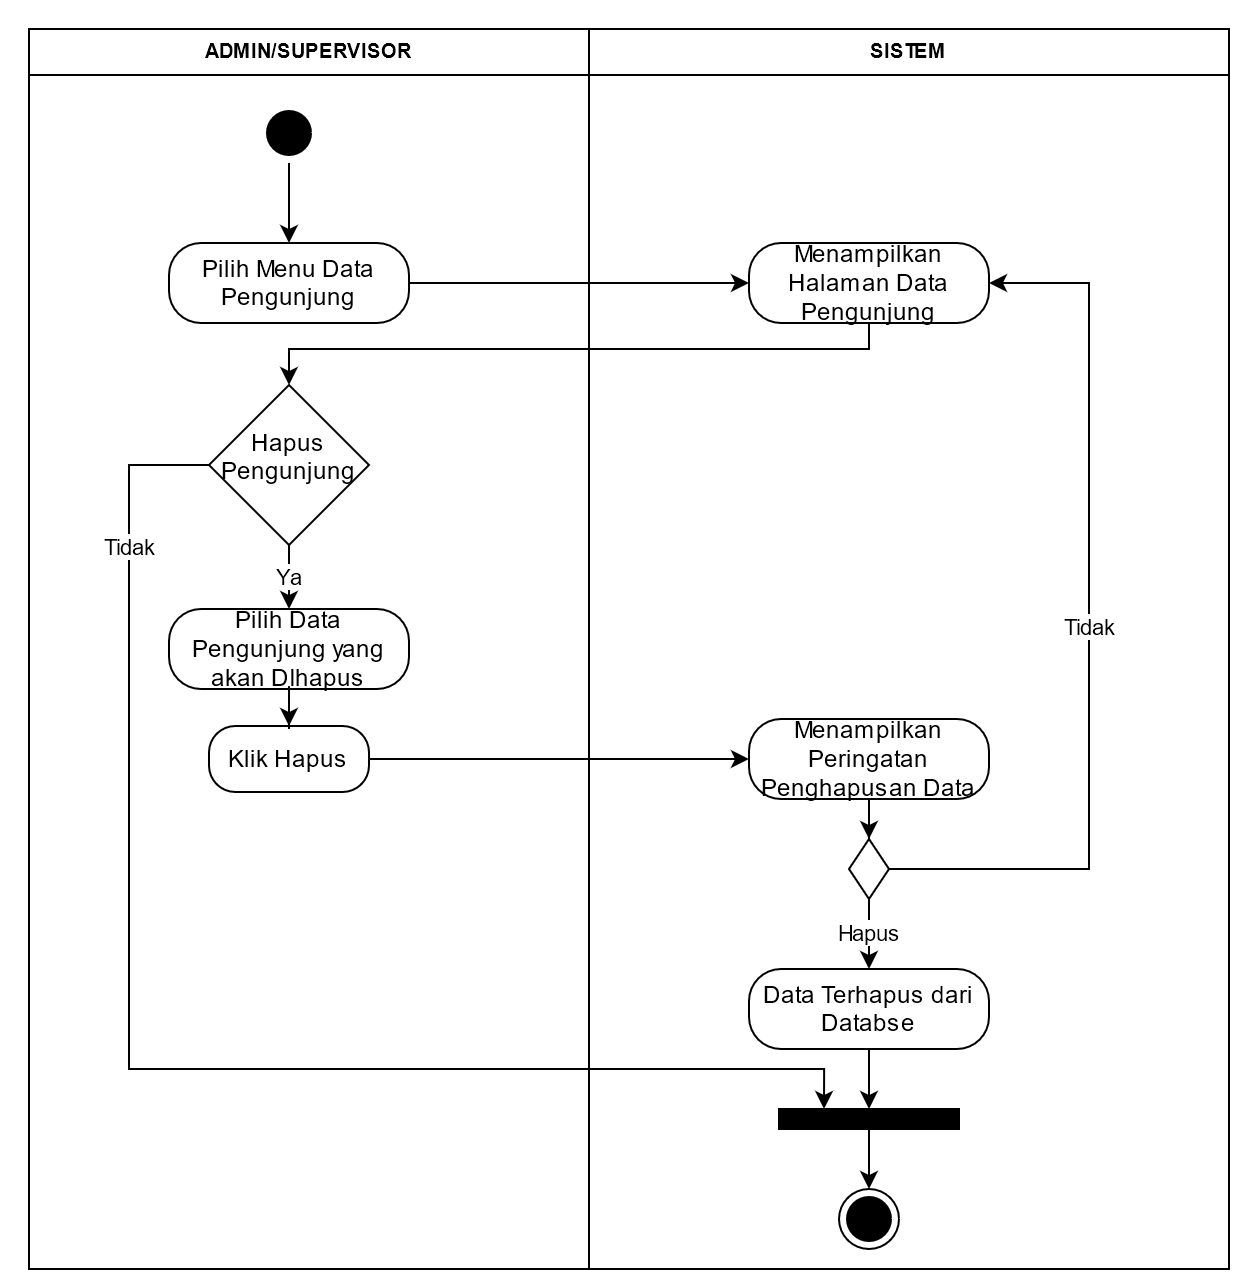 ADMIN/SUPERVISOR
SISTEM
Pilih Menu Data
Pengunjung
Menampilkan
Halaman Data
Pengunjung
Hapus
Pengunjung
Tidak
Ya
Pilih Data
Pengunjung yang
akan DIhapus
Tidak
Klik Hapus
Menampilkan
Peringatan
Penghapusan Data
Hapus
Data Terhapus dari
Databse